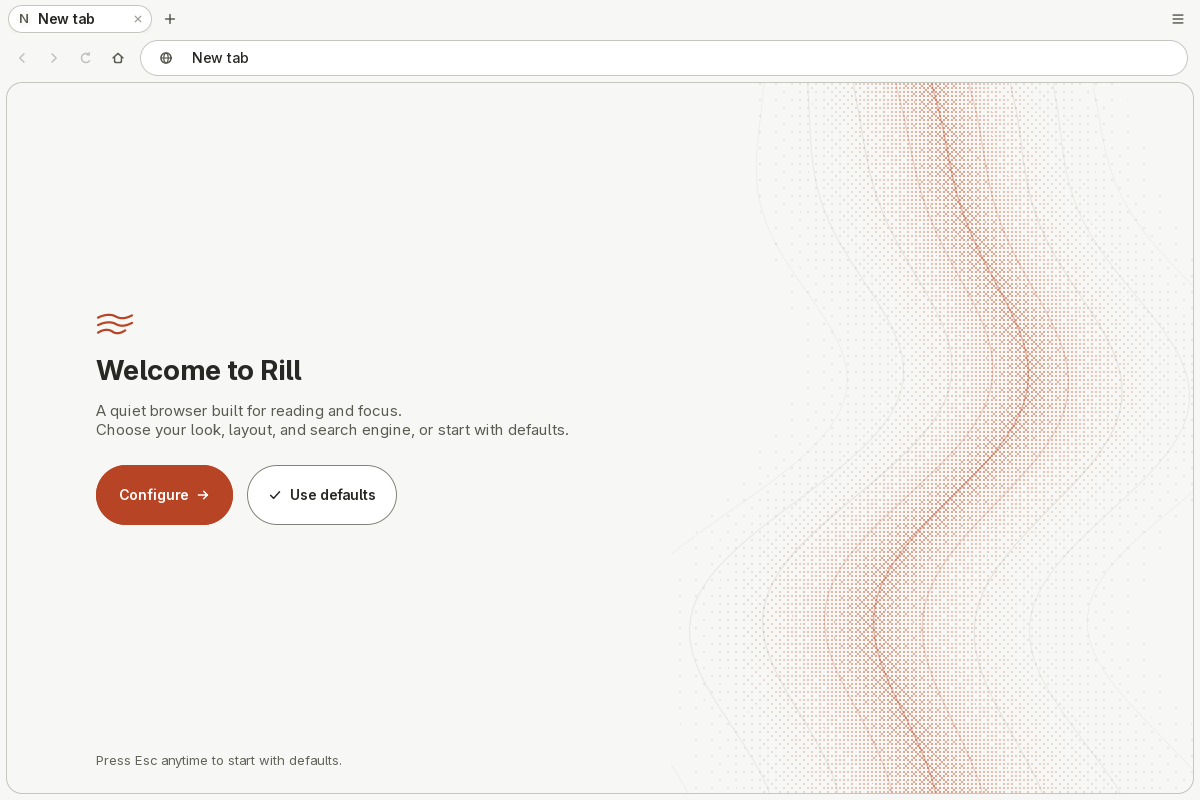 N New tab
New tab
Welcome to Rill
A quiet browser built for reading and focus.
Choose your look, layout, and search engine, or start with defaults.
Configure
Use defaults
Press Esc anytime to start with defaults.